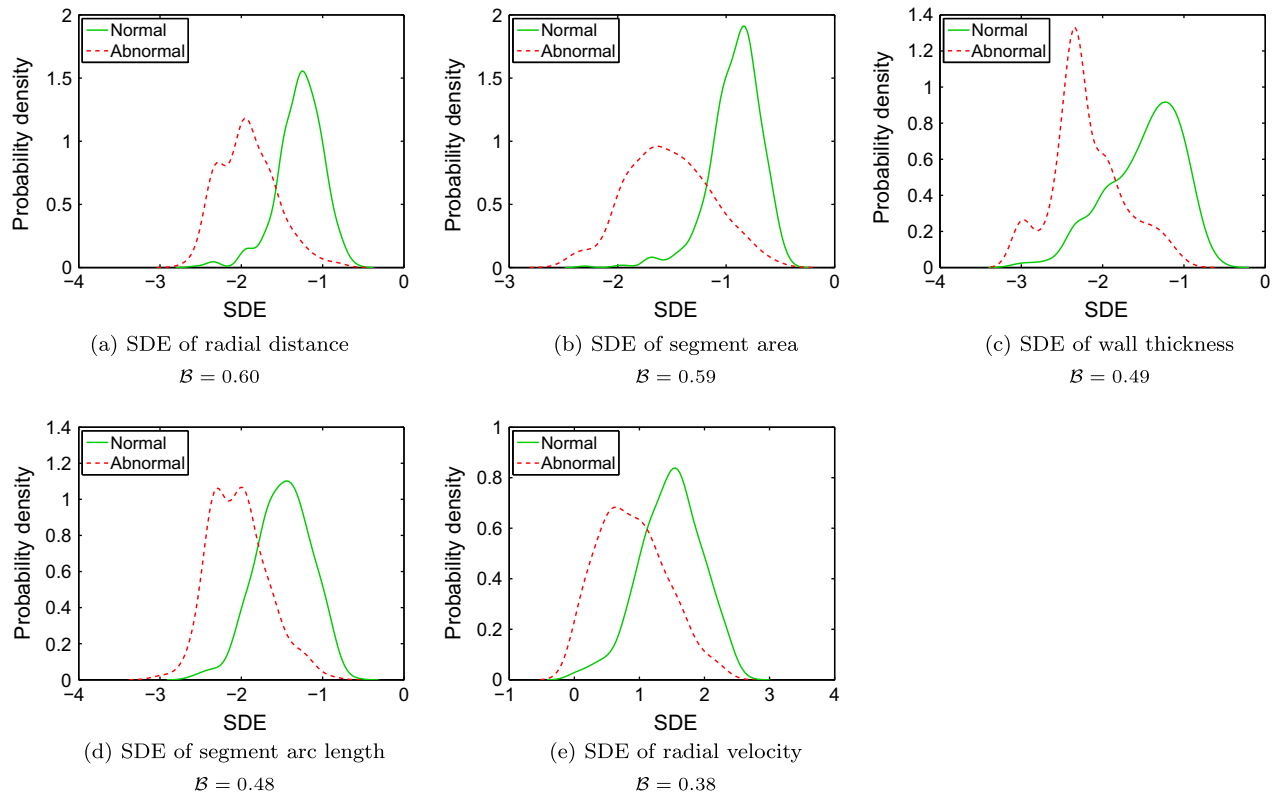 2
1.5
1
0.5
0
Probability density
Normal
Abnormal
−4
−3
−2
−1
0
SDE
(a) SDE of radial distance
B = 0.60
2
1.5
1
0.5
0
Probability density
Normal
Abnormal
−3
−2
−1
0
SDE
(b) SDE of segment area
B = 0.59
1.4
1.2
1
0.8
0.6
0.4
0.2
0
Probability density
Normal
Abnormal
−4
−3
−2
−1
0
SDE
(c) SDE of wall thickness
B = 0.49
1.4
1.2
1
0.8
0.6
0.4
0.2
0
Probability density
Normal
Abnormal
−4
−3
−2
−1
0
SDE
(d) SDE of segment arc length
B = 0.48
1
0.8
0.6
0.4
0.2
0
Probability density
Normal
Abnormal
−1
0
1
2
3
4
SDE
(e) SDE of radial velocity
B = 0.38